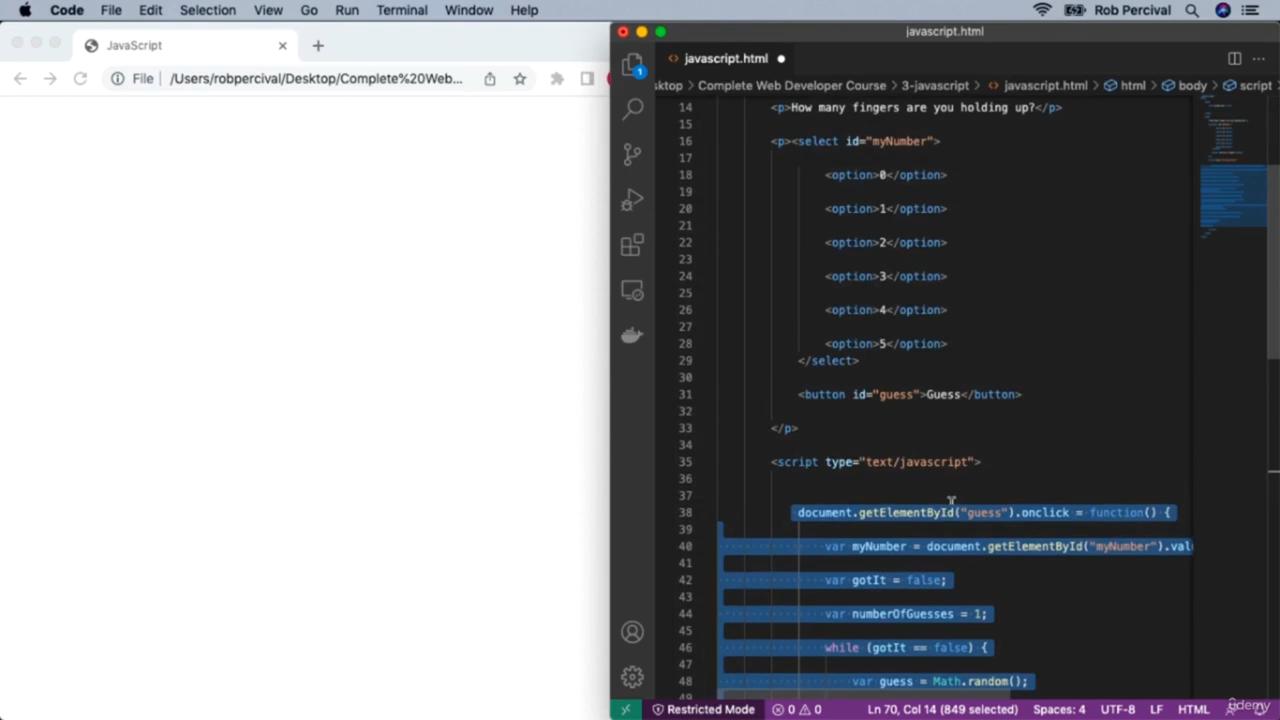 Code File Edit Selection View Go Run Terminal Window Help Rob Percival
JavaScript
File /Users/robpercival/Desktop/Complete%20Web...
javascript.html
javascript.html
1
sktop Complete Web Developer Course 3-javascript javascript.html html body script
14 <p>How many fingers are you holding up?</p>
15
16 <p><select id="myNumber">
17
18 <option>0</option>
19
20 <option>1</option>
21
22 <option>2</option>
23
24 <option>3</option>
25
26 <option>4</option>
27
28 <option>5</option>
29 </select>
30
31 <button id="guess">Guess</button>
32
33 </p>
34
35 <script type="text/javascript">
36
37
38 document.getElementById("guess").onclick = function() {
39
40 var myNumber = document.getElementById("myNumber").valu
41
42 var gotIt = false;
43
44 var numberOfGuesses = 1;
45
46 while (gotIt == false) {
47
48 var guess = Math.random();
49
Restricted Mode 0 0 Ln 70, Col 14 (849 selected) Spaces: 4 UTF-8 LF HTML
ûdemy